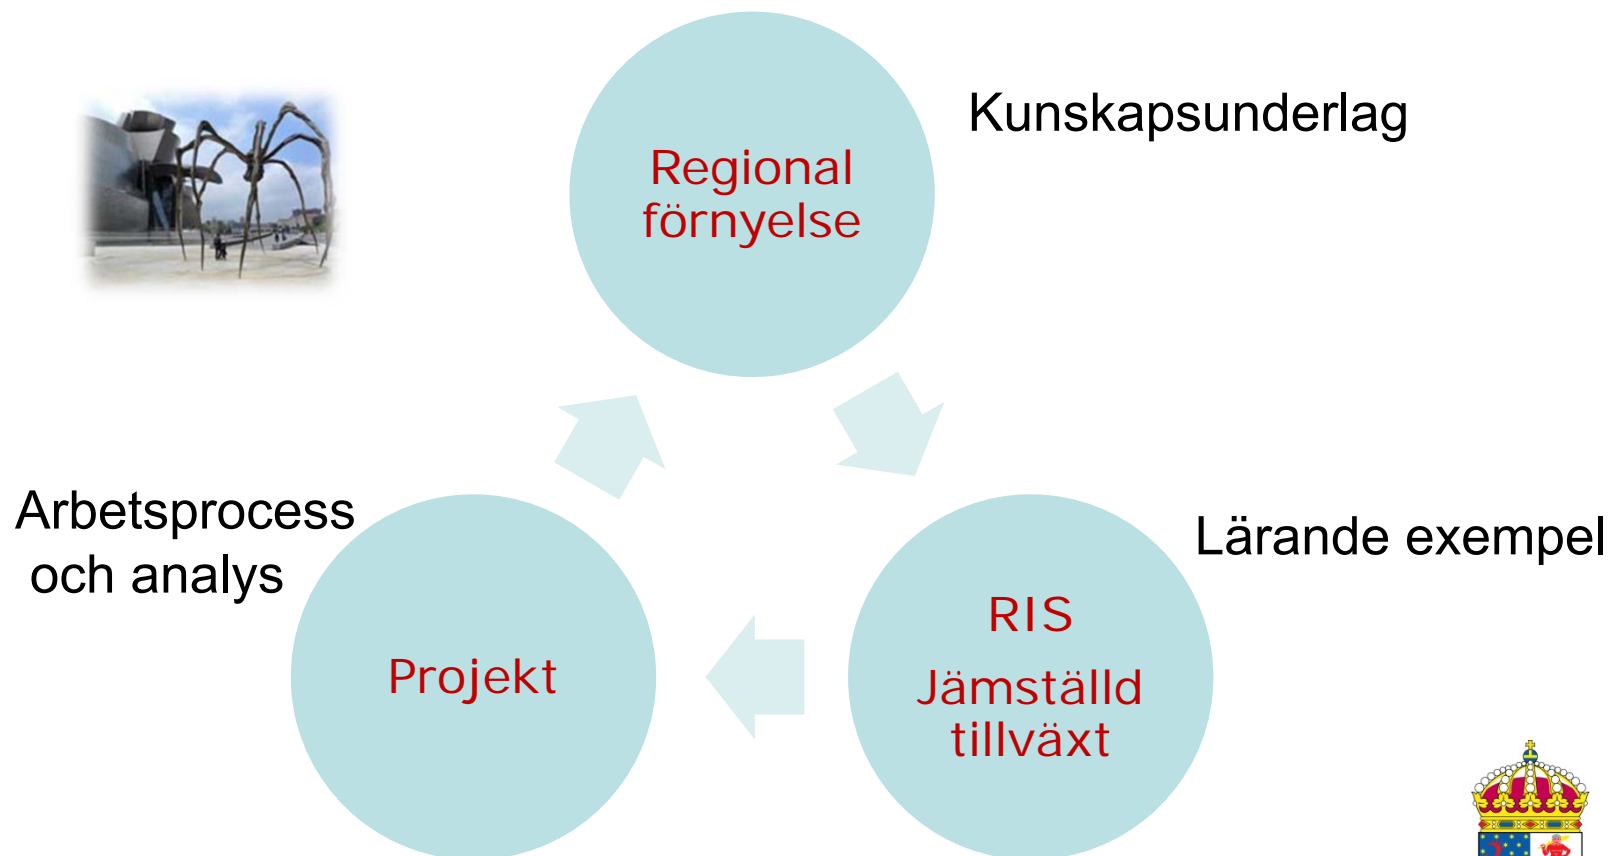 Kunskapsunderlag
Regional
förnyelse
Arbetsprocess
och analys
Lärande exempel
RIS
Jämställd
tillväxt
Projekt